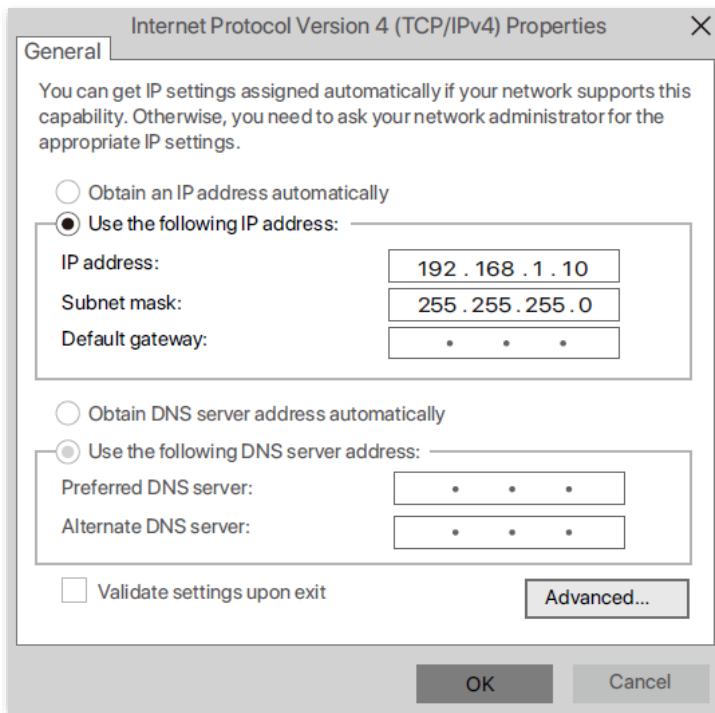 Internet Protocol Version 4 (TCP/IPv4) Properties
General
You can get IP settings assigned automatically if your network supports this
capability. Otherwise, you need to ask your network administrator for the
appropriate IP settings.
Obtain an IP address automatically
Use the following IP address:
IP address: 192 . 168 . 1 . 10
Subnet mask: 255 . 255 . 255 . 0
Default gateway: . . .
Obtain DNS server address automatically
Use the following DNS server address:
Preferred DNS server: . . .
Alternate DNS server: . . .
Validate settings upon exit
Advanced...
OK Cancel